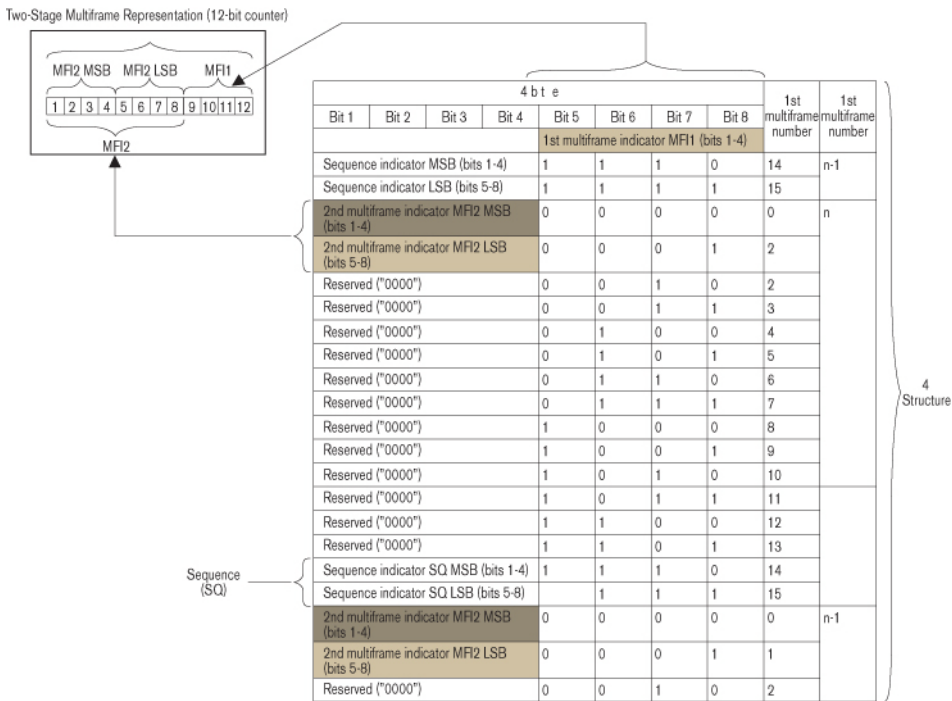 Two-Stage Multiframe Representation (12-bit counter)
MFI2 MSB MFI2 LSB MFI1
1 2 3 4 5 6 7 8 9 10 11 12
MFI2
4 b t e
1st multiframe number
1st multiframe number
Bit 1 Bit 2 Bit 3 Bit 4 Bit 5 Bit 6 Bit 7 Bit 8
1st multiframe indicator MFI1 (bits 1-4)
Sequence indicator MSB (bits 1-4) 1 1 1 0 14 n-1
Sequence indicator LSB (bits 5-8) 1 1 1 1 15
2nd multiframe indicator MFI2 MSB (bits 1-4) 0 0 0 0 0 n
2nd multiframe indicator MFI2 LSB (bits 5-8) 0 0 0 1 2
Reserved ("0000") 0 0 1 0 2
Reserved ("0000") 0 0 1 1 3
Reserved ("0000") 0 1 0 0 4
Reserved ("0000") 0 1 0 1 5
Reserved ("0000") 0 1 1 0 6
Reserved ("0000") 0 1 1 1 7
Reserved ("0000") 1 0 0 0 8
Reserved ("0000") 1 0 0 1 9
Reserved ("0000") 1 0 1 0 10
Reserved ("0000") 1 0 1 1 11
Reserved ("0000") 1 1 0 0 12
Reserved ("0000") 1 1 0 1 13
Sequence indicator SQ MSB (bits 1-4) 1 1 1 0 14
Sequence indicator SQ LSB (bits 5-8) 1 1 1 15
2nd multiframe indicator MFI2 MSB (bits 1-4) 0 0 0 0 0 n-1
2nd multiframe indicator MFI2 LSB (bits 5-8) 0 0 0 1 1
Reserved ("0000") 0 0 1 0 2
Sequence
(SQ)
4
Structure